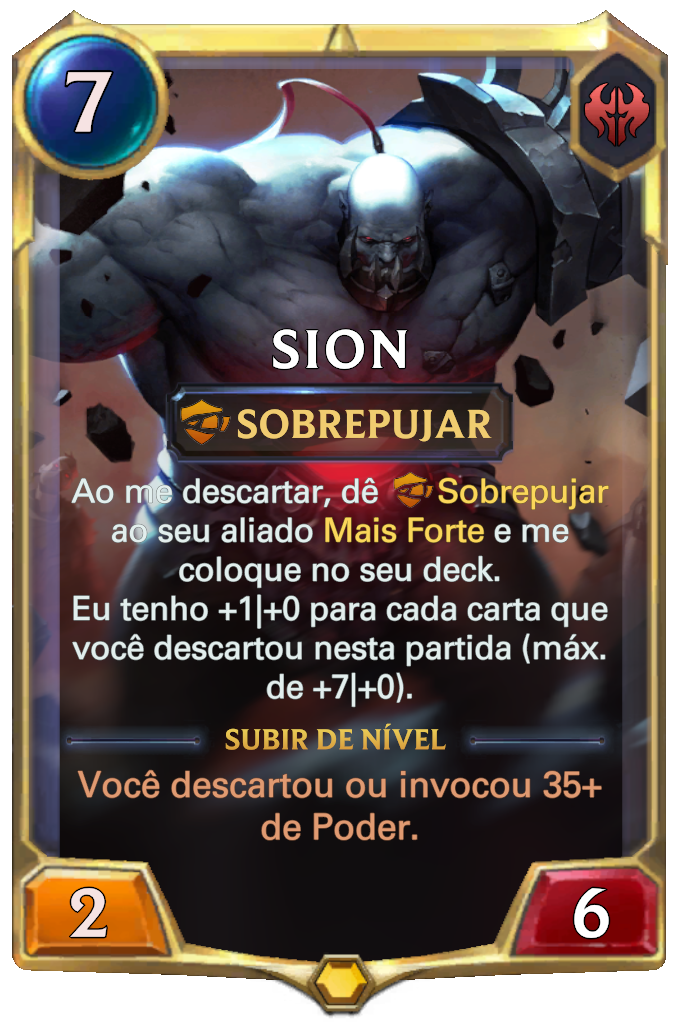 7
SION
SOBREPUJAR
Ao me descartar, dê Sobrepujar
ao seu aliado Mais Forte e me
coloque no seu deck.
Eu tenho +1|+0 para cada carta que
você descartou nesta partida (máx.
de +7|+0).
SUBIR DE NÍVEL
Você descartou ou invocou 35+
de Poder.
2
6